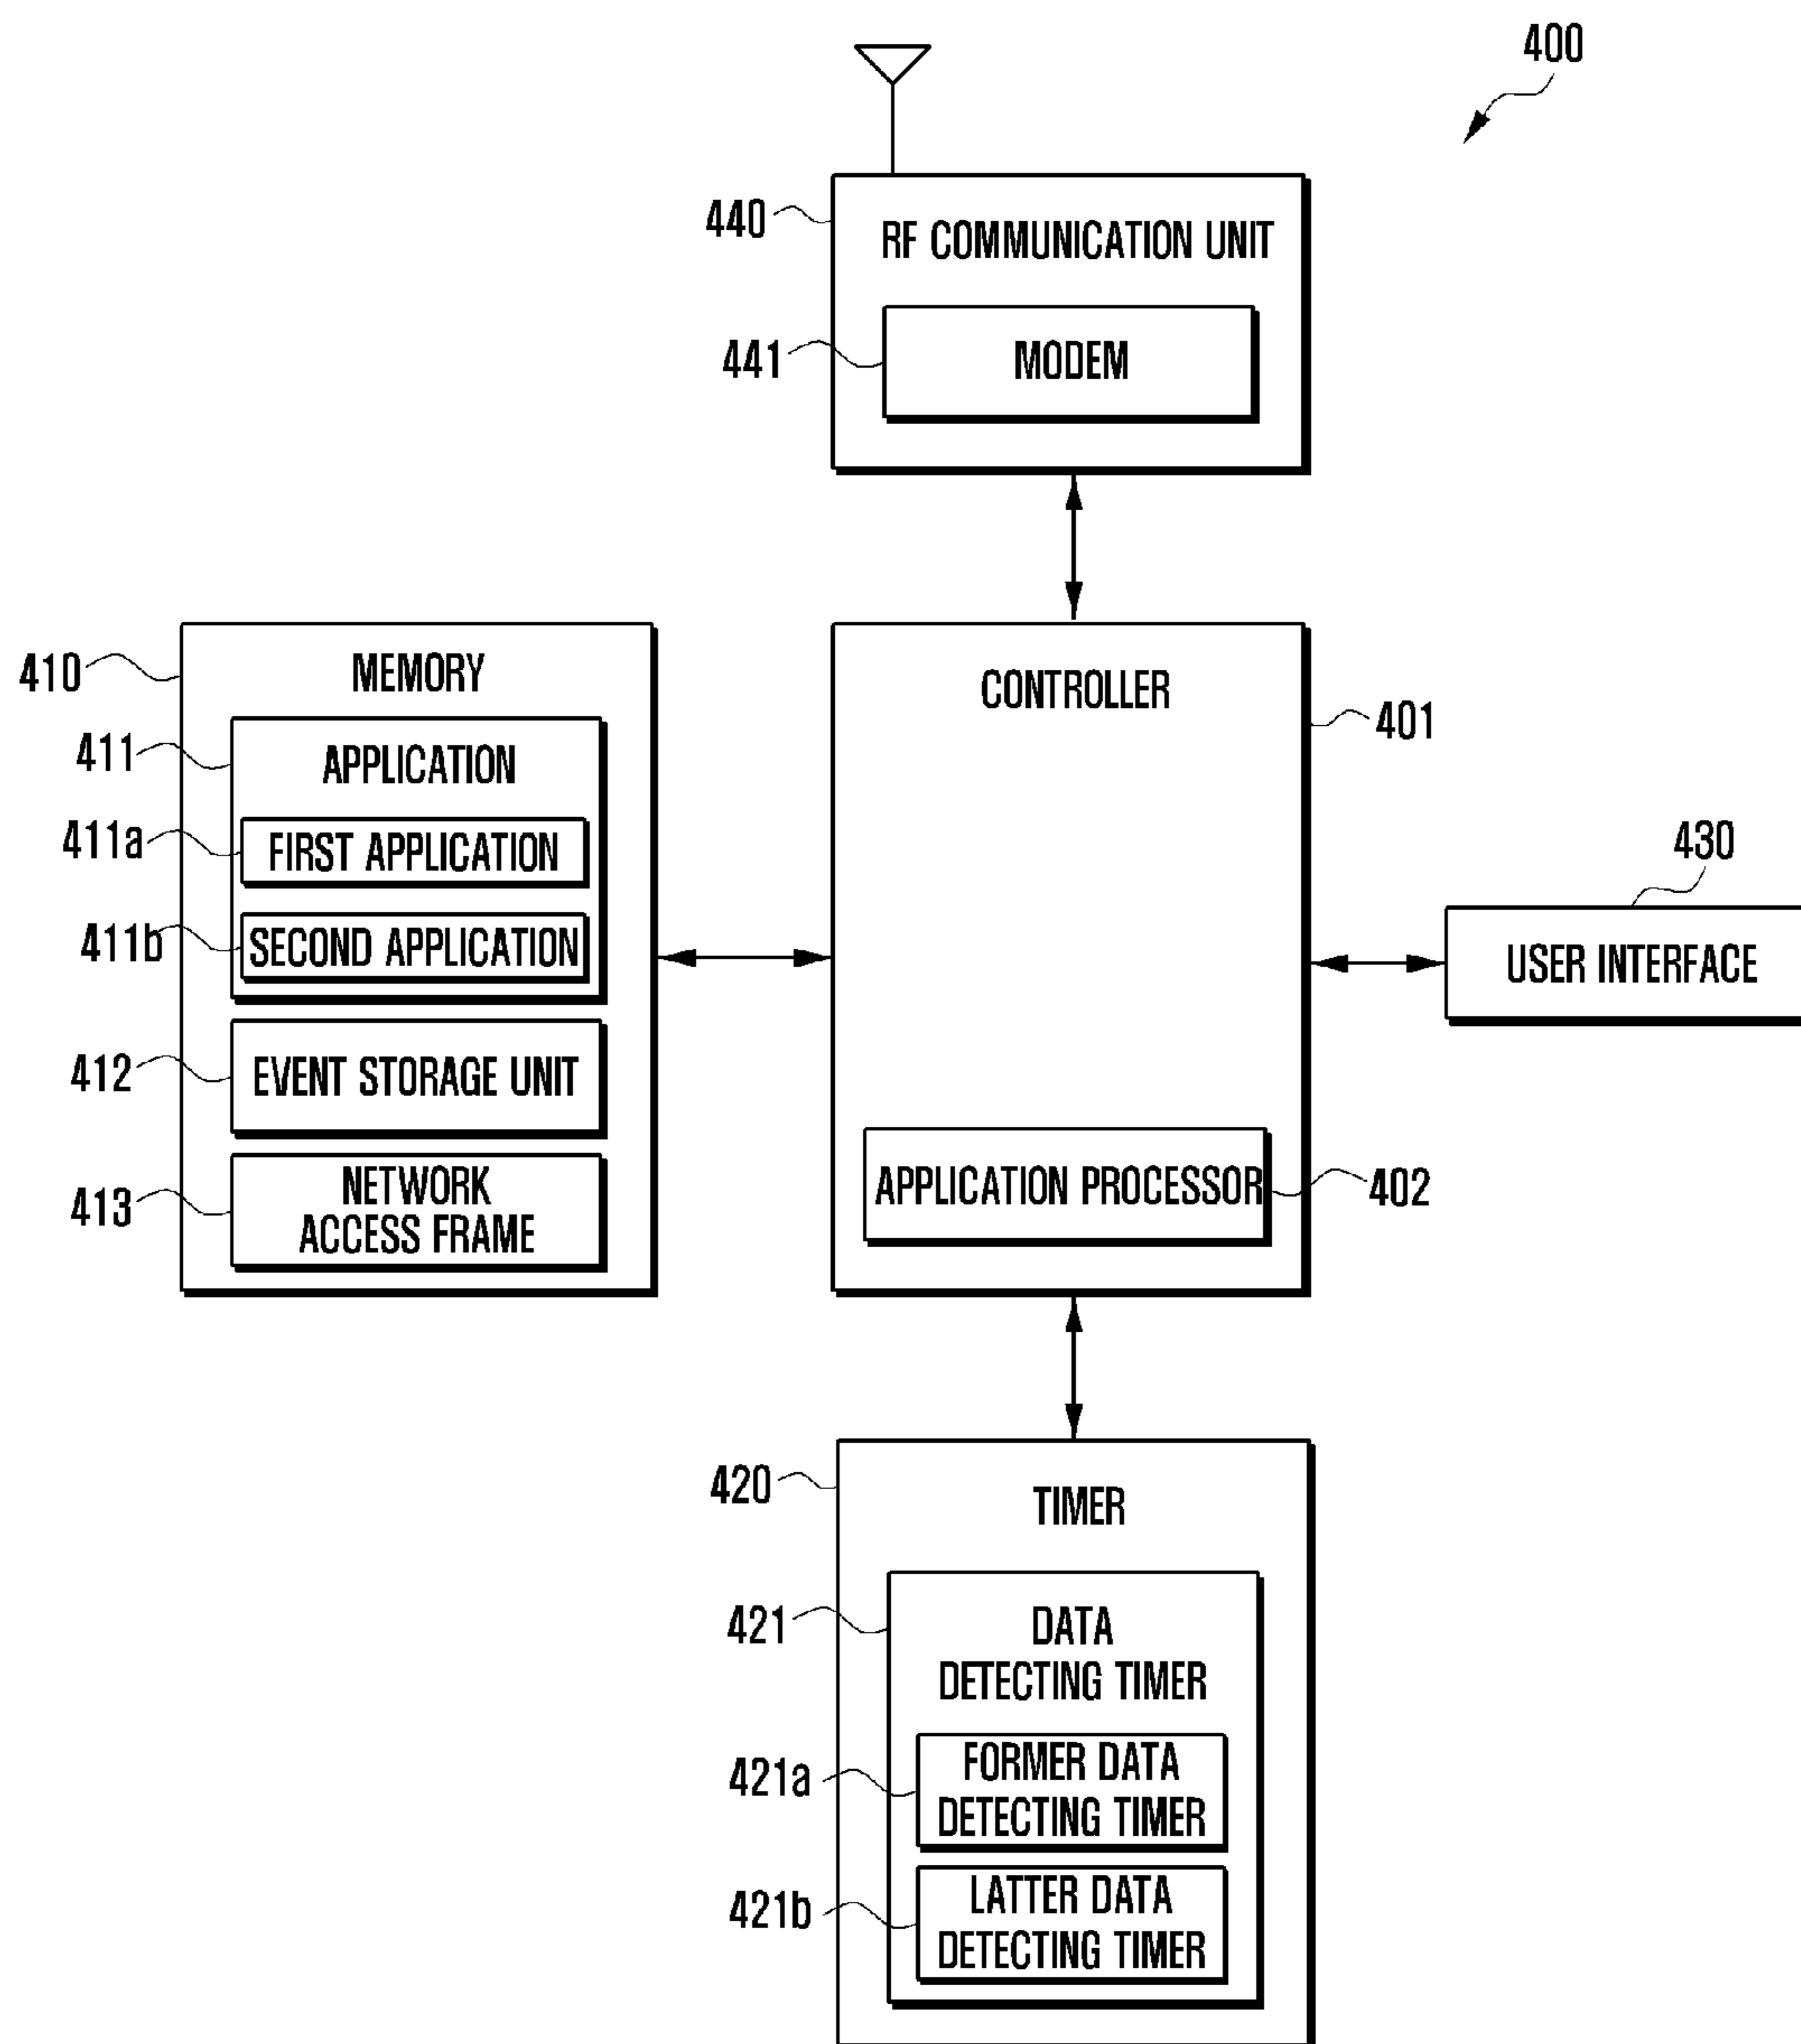 400
440
RF COMMUNICATION UNIT
441
MODEM
410
MEMORY
411
APPLICATION
411a
FIRST APPLICATION
411b
SECOND APPLICATION
412
EVENT STORAGE UNIT
413
NETWORK
ACCESS FRAME
CONTROLLER
401
APPLICATION PROCESSOR
402
430
USER INTERFACE
420
TIMER
421
DATA
DETECTING TIMER
421a
FORMER DATA
DETECTING TIMER
421b
LATTER DATA
DETECTING TIMER